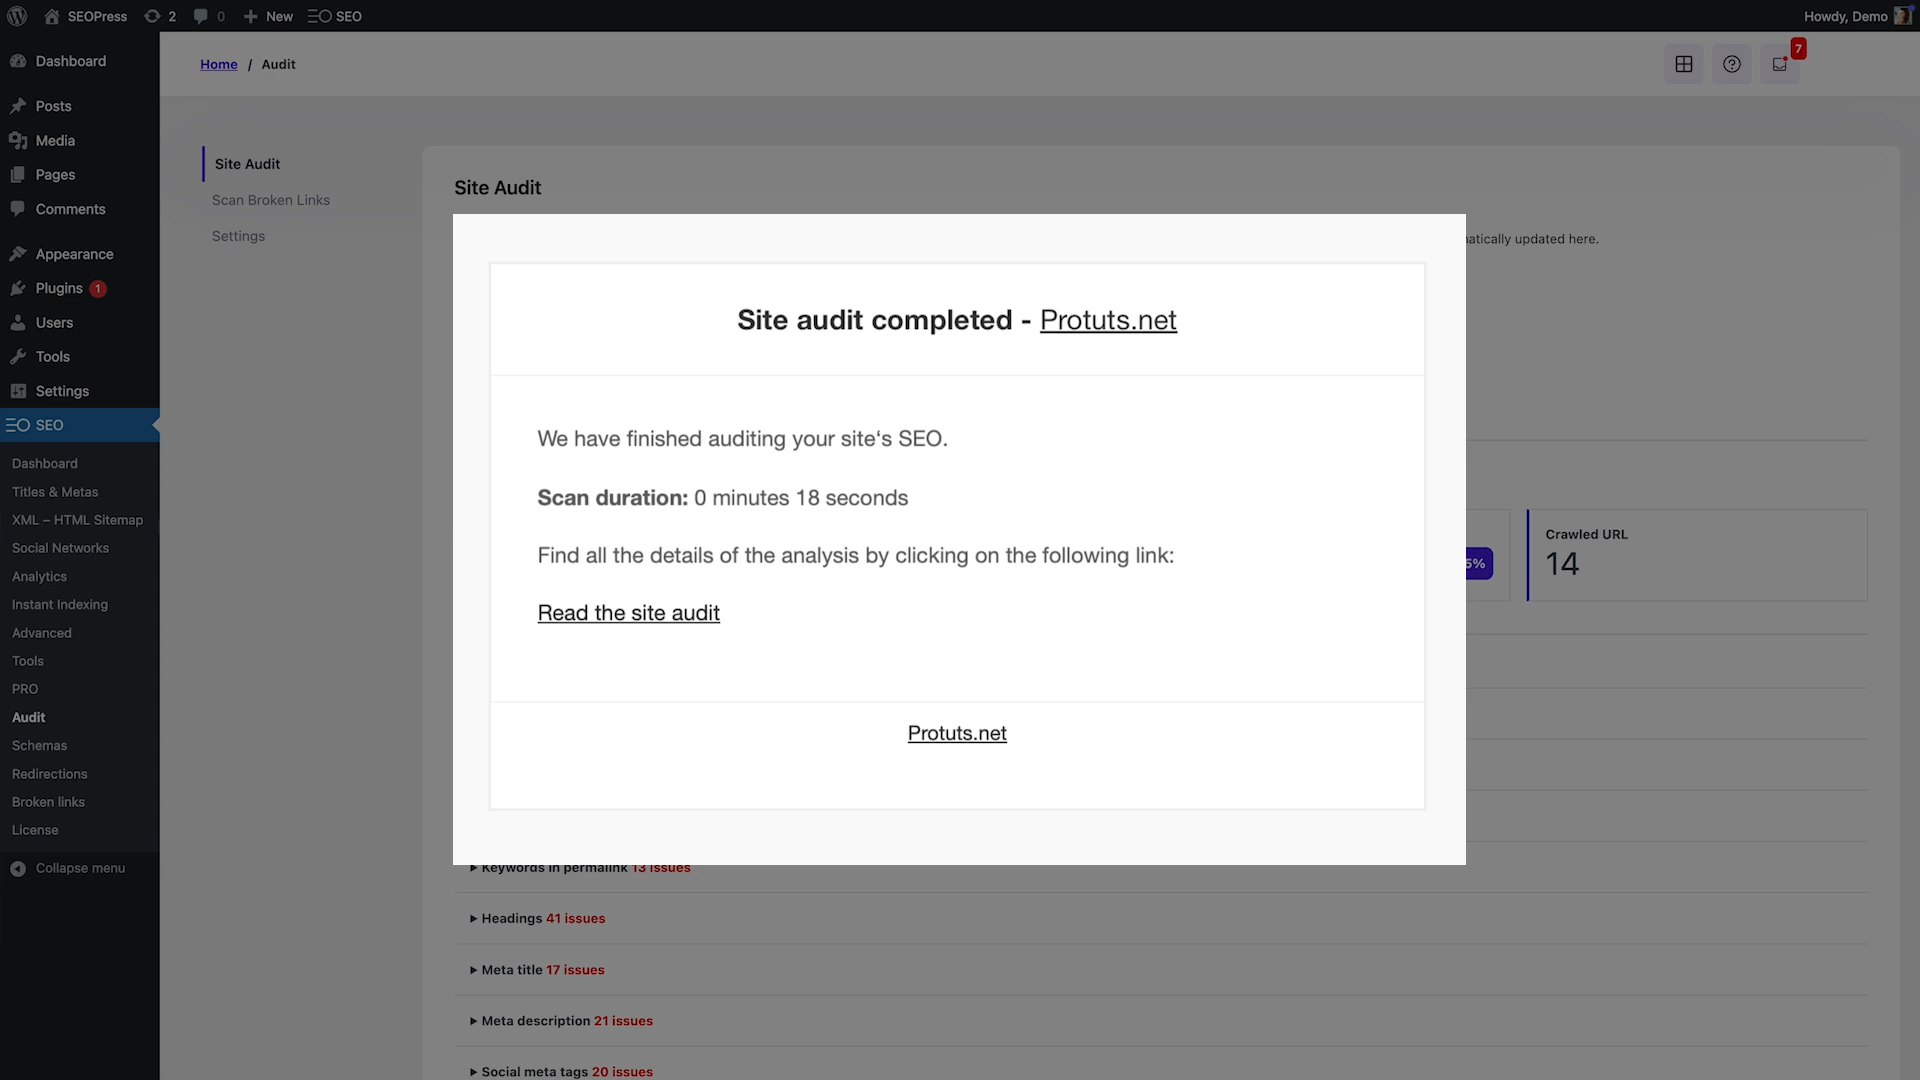 SEOPress 2 0 New SEO Howdy, Demo
Dashboard
Posts
Media
Pages
Comments
Appearance
Plugins 1
Users
Tools
Settings
SEO
Dashboard
Titles & Metas
XML – HTML Sitemap
Social Networks
Analytics
Instant Indexing
Advanced
Tools
PRO
Audit
Schemas
Redirections
Broken links
License
Collapse menu
Home / Audit
7
Site Audit
Scan Broken Links
Settings
Site Audit
updated here.
Site audit completed - Protuts.net
We have finished auditing your site‘s SEO.
Scan duration: 0 minutes 18 seconds
Find all the details of the analysis by clicking on the following link:
Read the site audit
Protuts.net
Crawled URL
14
Keywords in permalink 13 issues
Headings 41 issues
Meta title 17 issues
Meta description 21 issues
Social meta tags 20 issues